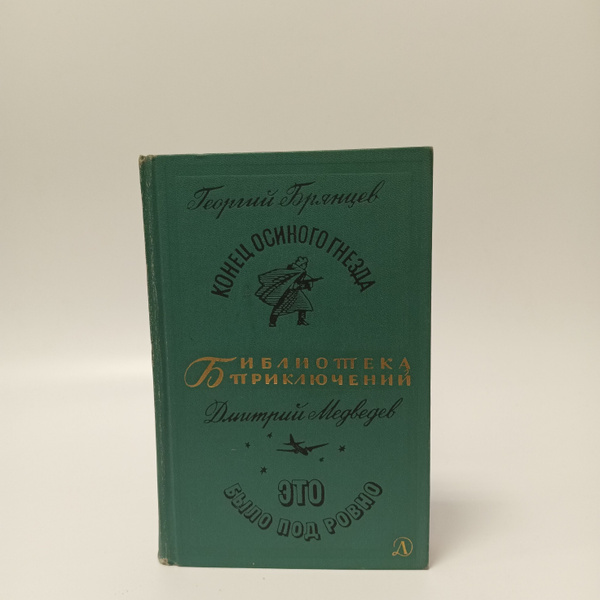 Георгий Брянцев
КОНЕЦ ОСИНОГО ГНЕЗДА
БИБЛИОТЕКА
ПРИКЛЮЧЕНИЙ
Дмитрий Медведев
ЭТО
БЫЛО ПОД РОВНО
Д